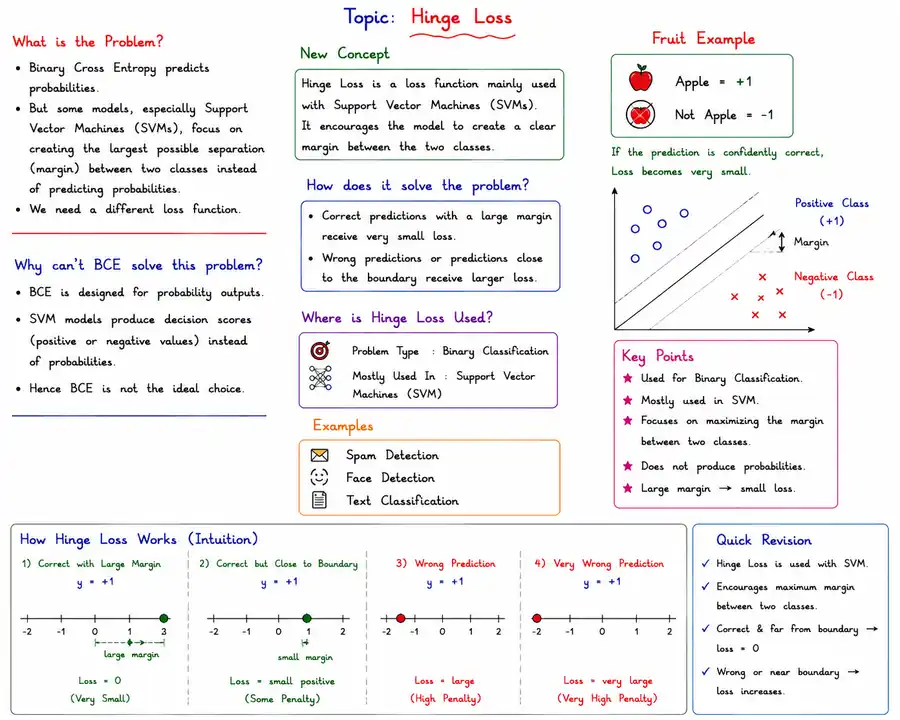 Topic: Hinge Loss
What is the Problem?
• Binary Cross Entropy predicts
probabilities.
• But some models, especially Support
Vector Machines (SVMs), focus on
creating the largest possible separation
(margin) between two classes instead
of predicting probabilities.
• We need a different loss function.
Why can't BCE solve this problem?
• BCE is designed for probability outputs.
• SVM models produce decision scores
(positive or negative values) instead
of probabilities.
• Hence BCE is not the ideal choice.
New Concept
Hinge Loss is a loss function mainly used
with Support Vector Machines (SVMs).
It encourages the model to create a clear
margin between the two classes.
How does it solve the problem?
• Correct predictions with a large margin
receive very small loss.
• Wrong predictions or predictions close
to the boundary receive larger loss.
Where is Hinge Loss Used?
Problem Type : Binary Classification
Mostly Used In : Support Vector
Machines (SVM)
Examples
Spam Detection
Face Detection
Text Classification
Fruit Example
Apple = +1
Not Apple = -1
If the prediction is confidently correct,
Loss becomes very small.
Positive Class
(+1)
Margin
Negative Class
(-1)
Key Points
★ Used for Binary Classification.
★ Mostly used in SVM.
★ Focuses on maximizing the margin
between two classes.
★ Does not produce probabilities.
★ Large margin → small loss.
How Hinge Loss Works (Intuition)
1) Correct with Large Margin
y = +1
-2 -1 0 1 2 3
large margin
Loss = 0
(Very Small)
2) Correct but Close to Boundary
y = +1
-2 -1 0 1 2
small margin
Loss = small positive
(Some Penalty)
3) Wrong Prediction
y = +1
-2 -1 0 1 2
Loss = large
(High Penalty)
4) Very Wrong Prediction
y = +1
-2 -1 0 1 2
Loss = very large
(Very High Penalty)
Quick Revision
✓ Hinge Loss is used with SVM.
✓ Encourages maximum margin
between two classes.
✓ Correct & far from boundary →
loss = 0
✓ Wrong or near boundary →
loss increases.